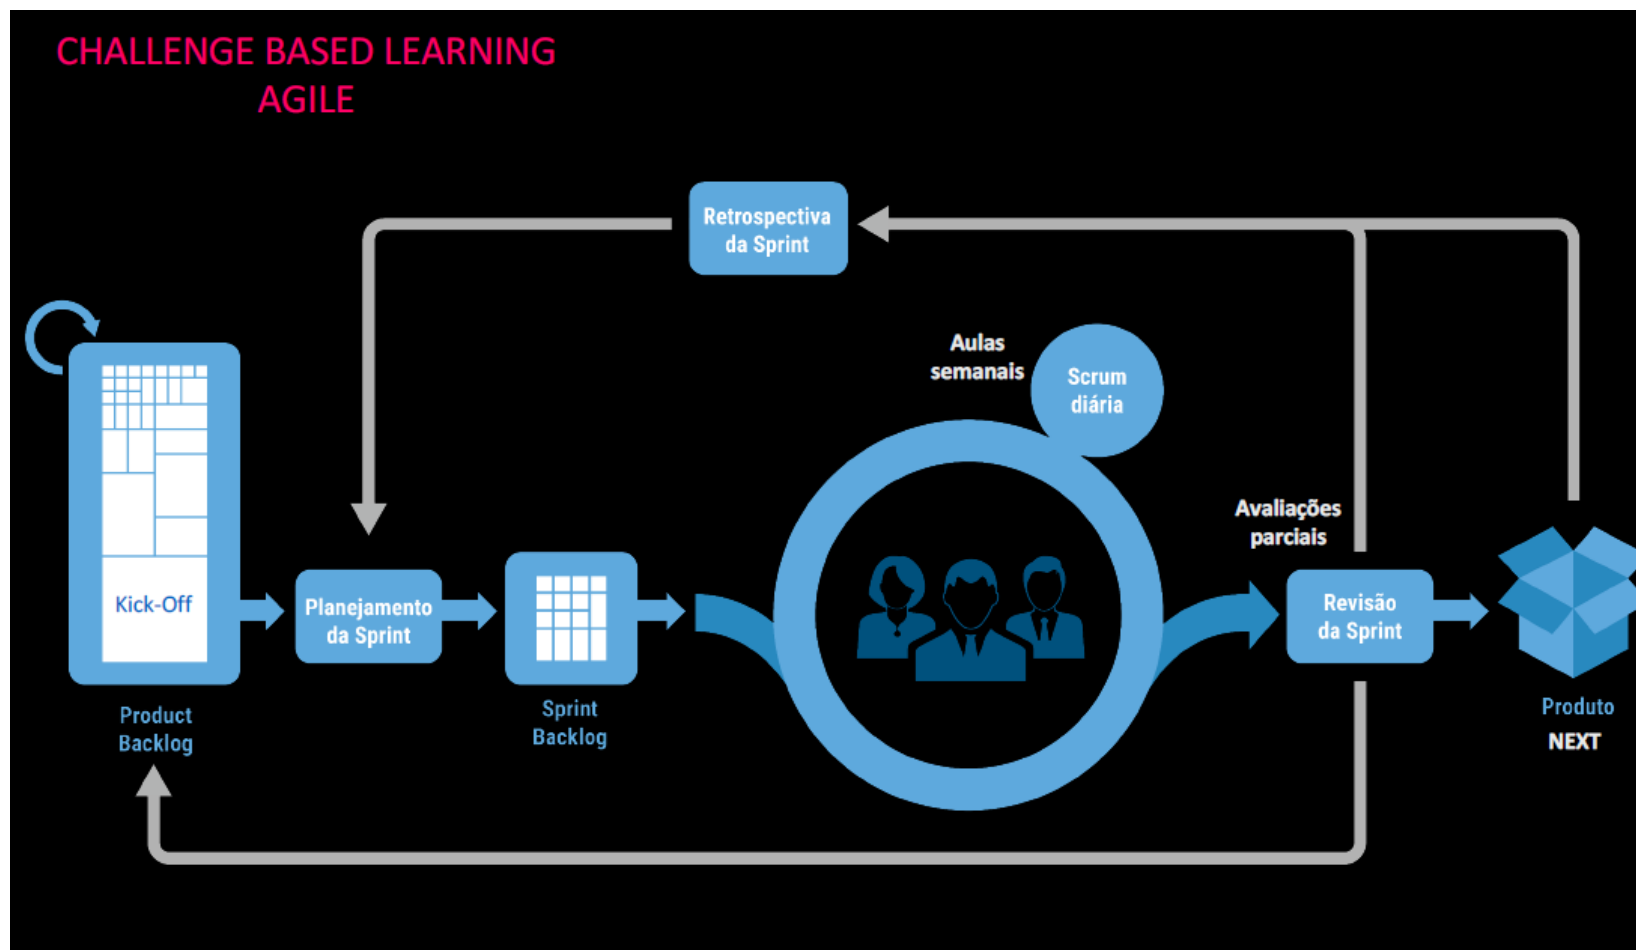 CHALLENGE BASED LEARNING
AGILE
Retrospectiva
da Sprint
Aulas
semanais
Scrum
diária
Avaliações
parciais
Kick-Off
Planejamento
da Sprint
Revisão
da Sprint
Product
Backlog
Sprint
Backlog
Produto
NEXT